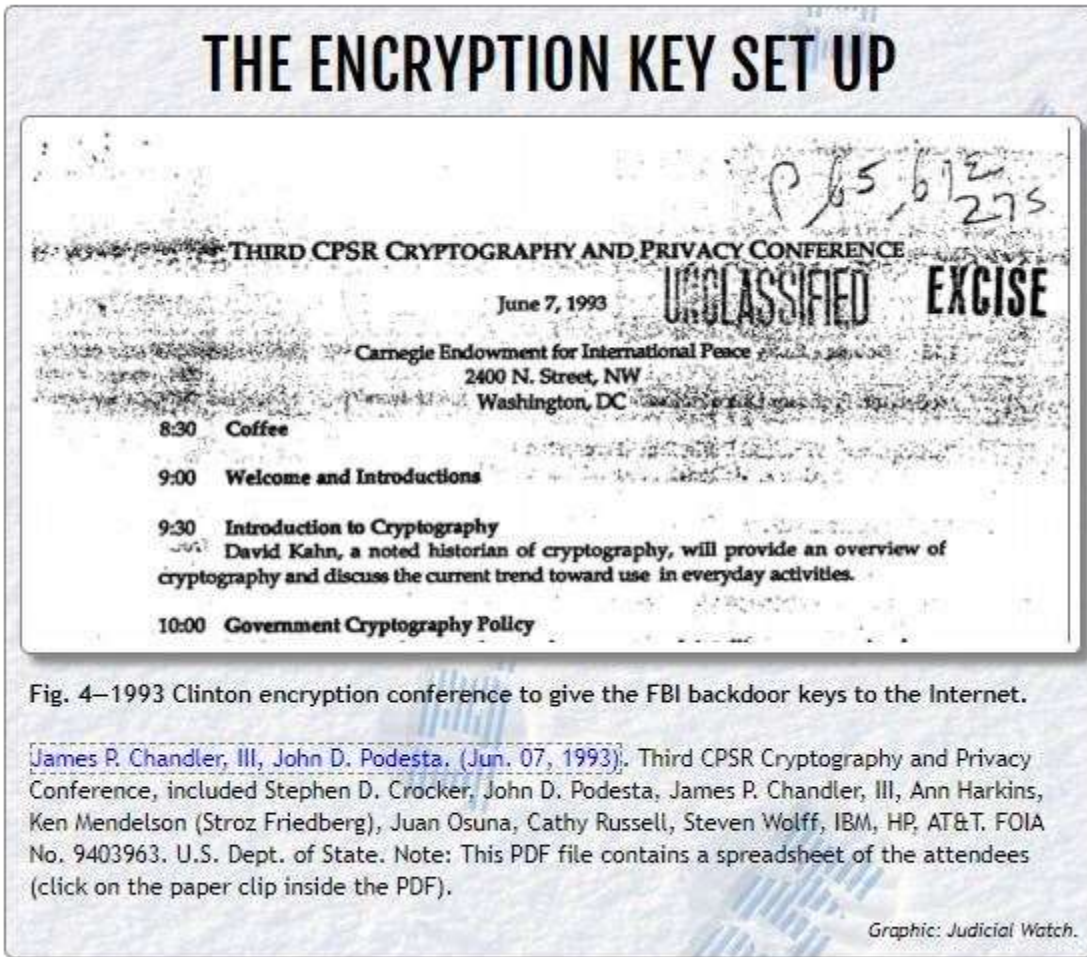 THE ENCRYPTION KEY SET UP
P, 65, 67E
275
THIRD CPSR CRYPTOGRAPHY AND PRIVACY CONFERENCE
June 7, 1993 UNCLASSIFIED EXCISE
Carnegie Endowment for International Peace
2400 N. Street, NW
Washington, DC
8:30 Coffee
9:00 Welcome and Introductions
9:30 Introduction to Cryptography
David Kahn, a noted historian of cryptography, will provide an overview of
cryptography and discuss the current trend toward use in everyday activities.
10:00 Government Cryptography Policy
Fig. 4—1993 Clinton encryption conference to give the FBI backdoor keys to the Internet.
James P. Chandler, III, John D. Podesta. (Jun. 07, 1993). Third CPSR Cryptography and Privacy
Conference, included Stephen D. Crocker, John D. Podesta, James P. Chandler, III, Ann Harkins,
Ken Mendelson (Stroz Friedberg), Juan Osuna, Cathy Russell, Steven Wolff, IBM, HP, AT&T. FOIA
No. 9403963. U.S. Dept. of State. Note: This PDF file contains a spreadsheet of the attendees
(click on the paper clip inside the PDF).
Graphic: Judicial Watch.